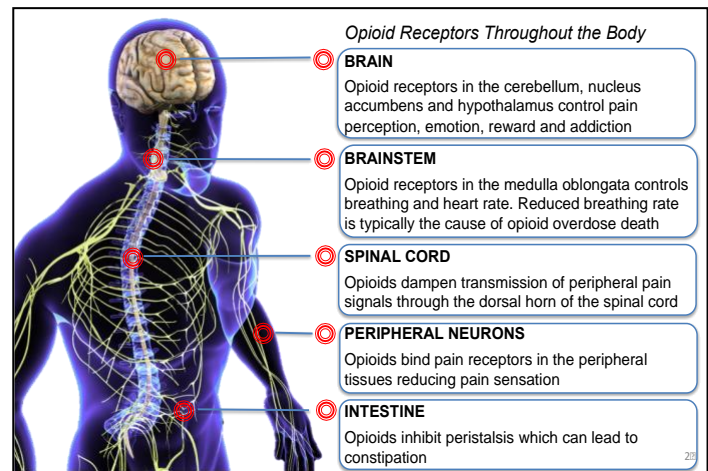 Opioid Receptors Throughout the Body
BRAIN
Opioid receptors in the cerebellum, nucleus
accumbens and hypothalamus control pain
perception, emotion, reward and addiction
BRAINSTEM
Opioid receptors in the medulla oblongata controls
breathing and heart rate. Reduced breathing rate
is typically the cause of opioid overdose death
SPINAL CORD
Opioids dampen transmission of peripheral pain
signals through the dorsal horn of the spinal cord
PERIPHERAL NEURONS
Opioids bind pain receptors in the peripheral
tissues reducing pain sensation
INTESTINE
Opioids inhibit peristalsis which can lead to
constipation
2